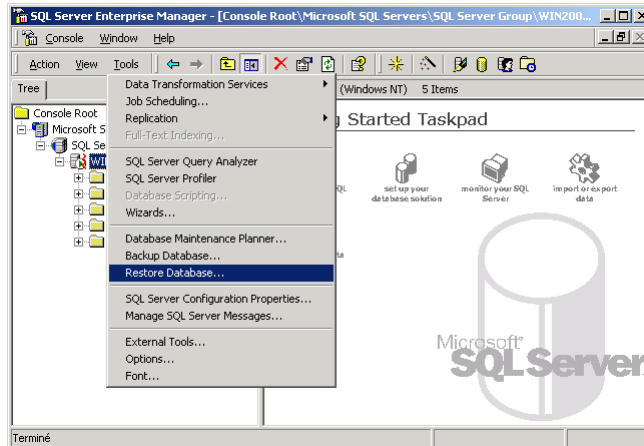 SQL Server Enterprise Manager - [Console Root\Microsoft SQL Servers\SQL Server Group\WIN200...
Console Window Help
Action View Tools
Tree
(Windows NT) 5 Items
Data Transformation Services
Job Scheduling...
Replication
Full-Text Indexing...
SQL Server Query Analyzer
SQL Server Profiler
Database Scripting...
Wizards...
Database Maintenance Planner...
Backup Database...
Restore Database...
SQL Server Configuration Properties...
Manage SQL Server Messages...
External Tools...
Options...
Font...
Console Root
Microsoft S
SQL Se
WI
g Started Taskpad
QL
set up your
database solution
monitor your SQL
Server
import or export
data
Microsoft
SQL Server
Terminé